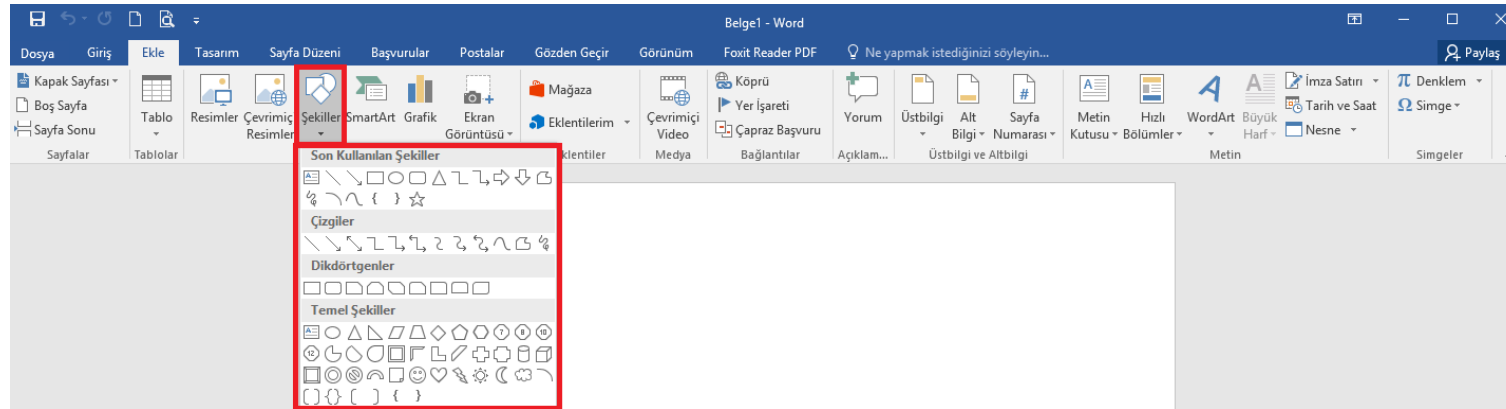 Belge1 - Word
Dosya Giriş Ekle Tasarım Sayfa Düzeni Başvurular Postalar Gözden Geçir Görünüm Foxit Reader PDF Ne yapmak istediğinizi söyleyin... Paylaş
Kapak Sayfası
Boş Sayfa
Sayfa Sonu
Sayfalar
Tablo
Tablolar
Resimler
Çevrimiçi
Resimler
Şekiller
SmartArt
Grafik
Ekran
Görüntüsü
Mağaza
Eklentilerim
klentiler
Çevrimiçi
Video
Medya
Köprü
Yer İşareti
Çapraz Başvuru
Bağlantılar
Yorum
Açıklam...
Üstbilgi
Alt
Bilgi
Sayfa
Numarası
Üstbilgi ve Altbilgi
Metin
Kutusu
Hızlı
Bölümler
WordArt
Büyük
Harf
İmza Satırı
Tarih ve Saat
Nesne
Metin
Denklem
Simge
Simgeler
Son Kullanılan Şekiller
Çizgiler
Dikdörtgenler
Temel Şekiller